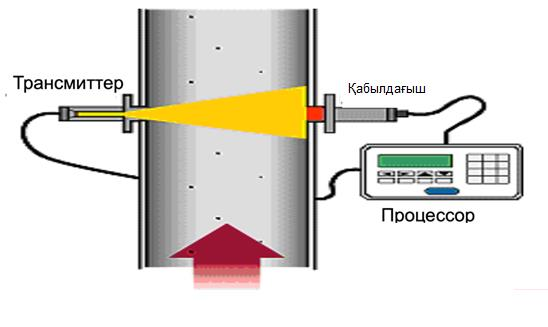 Трансмиттер
Қабылдағыш
Процессор